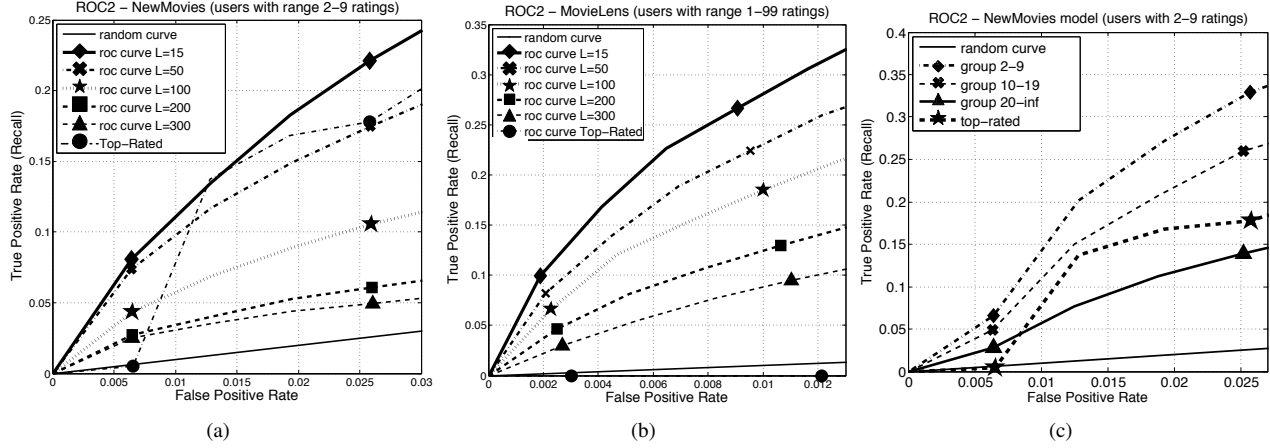 ROC2 − NewMovies (users with range 2−9 ratings)
random curve
roc curve L=15
roc curve L=50
roc curve L=100
roc curve L=200
roc curve L=300
Top−Rated
True Positive Rate (Recall)
0.25
0.2
0.15
0.1
0.05
0
0
0.005
0.01
0.015
0.02
0.025
0.03
False Positive Rate
(a)
ROC2 − MovieLens (users with range 1−99 ratings)
random curve
roc curve L=15
roc curve L=50
roc curve L=100
roc curve L=200
roc curve L=300
roc curve Top−Rated
True Positive Rate (Recall)
0.35
0.3
0.25
0.2
0.15
0.1
0.05
0
0
0.002
0.004
0.006
0.008
0.01
0.012
False Positive Rate
(b)
ROC2 − NewMovies model (users with 2−9 ratings)
random curve
group 2−9
group 10−19
group 20−inf
top−rated
True Positive Rate (Recall)
0.4
0.35
0.3
0.25
0.2
0.15
0.1
0.05
0
0
0.005
0.01
0.015
0.02
0.025
False Positive Rate
(c)